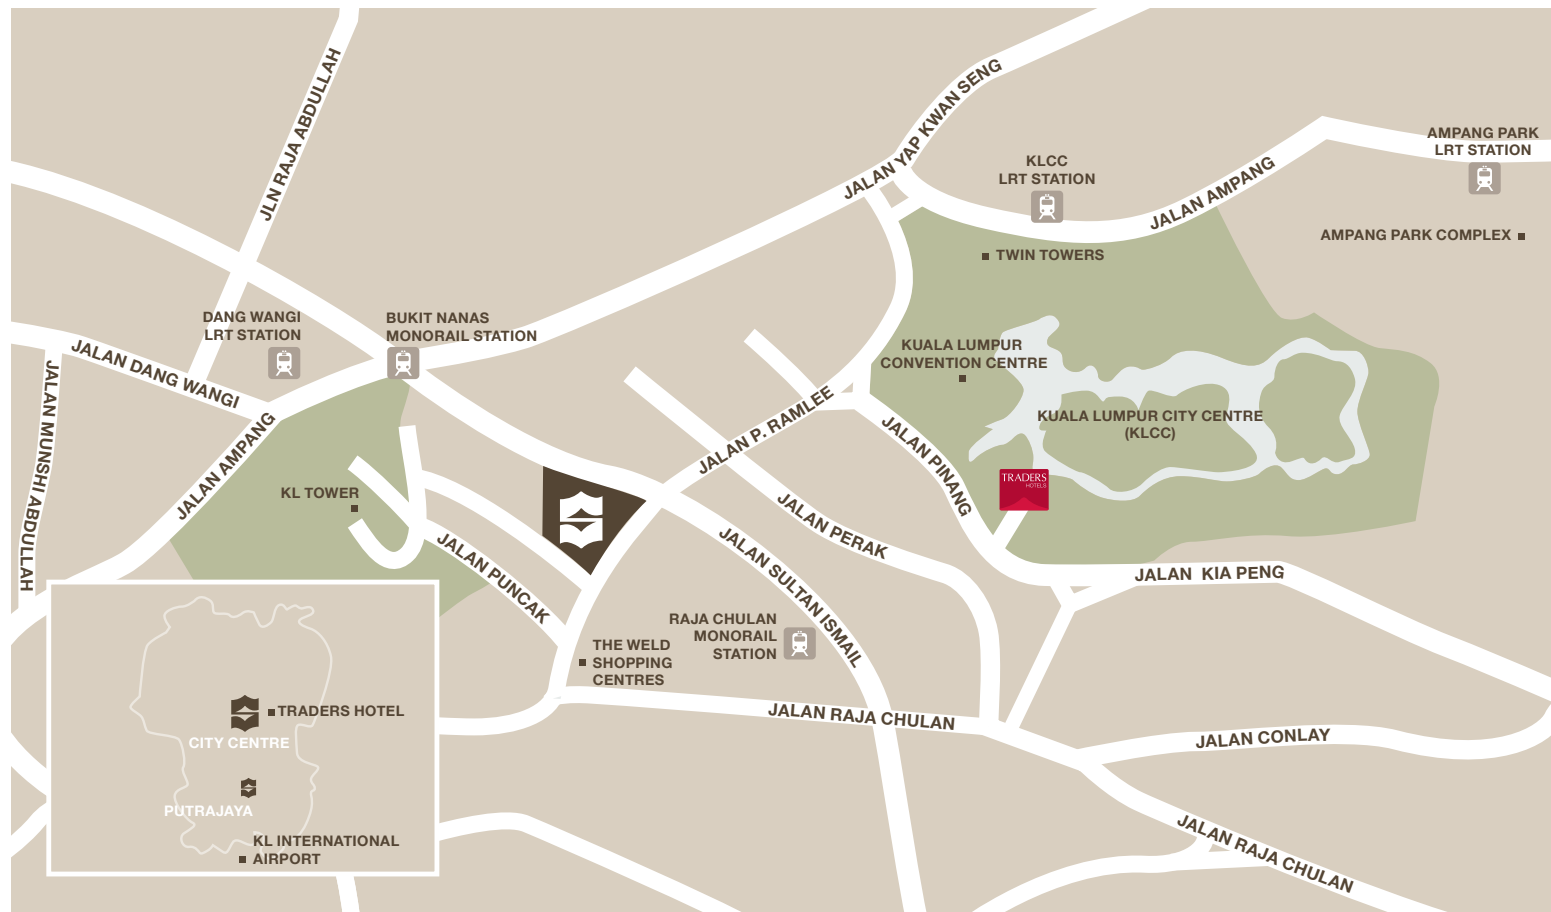 JLN RAJA ABDULLAH
JALAN YAP KWAN SENG
KLCC
LRT STATION
AMPANG PARK
LRT STATION
JALAN AMPANG
AMPANG PARK COMPLEX
TWIN TOWERS
DANG WANGI
LRT STATION
BUKIT NANAS
MONORAIL STATION
JALAN DANG WANGI
JALAN MUNSHI ABDULLAH
KUALA LUMPUR
CONVENTION CENTRE
KUALA LUMPUR CITY CENTRE
(KLCC)
JALAN P. RAMLEE
JALAN PINANG
JALAN AMPANG
KL TOWER
TRADERS
HOTELS
JALAN PERAK
JALAN PUNCAK
JALAN SULTAN ISMAIL
JALAN  KIA PENG
RAJA CHULAN
MONORAIL
STATION
THE WELD
SHOPPING
CENTRES
JALAN RAJA CHULAN
JALAN CONLAY
TRADERS HOTEL
CITY CENTRE
PUTRAJAYA
KL INTERNATIONAL
AIRPORT
JALAN RAJA CHULAN